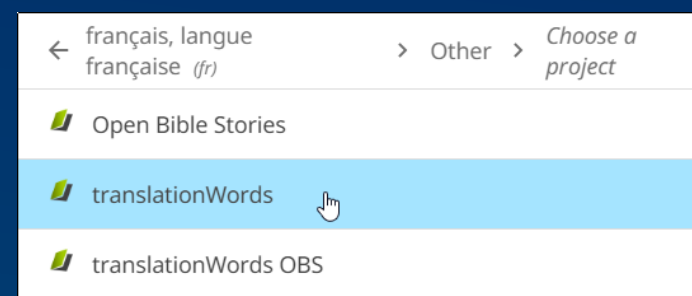 français, langue
française (fr) > Other > Choose a
project
Open Bible Stories
translationWords
translationWords OBS